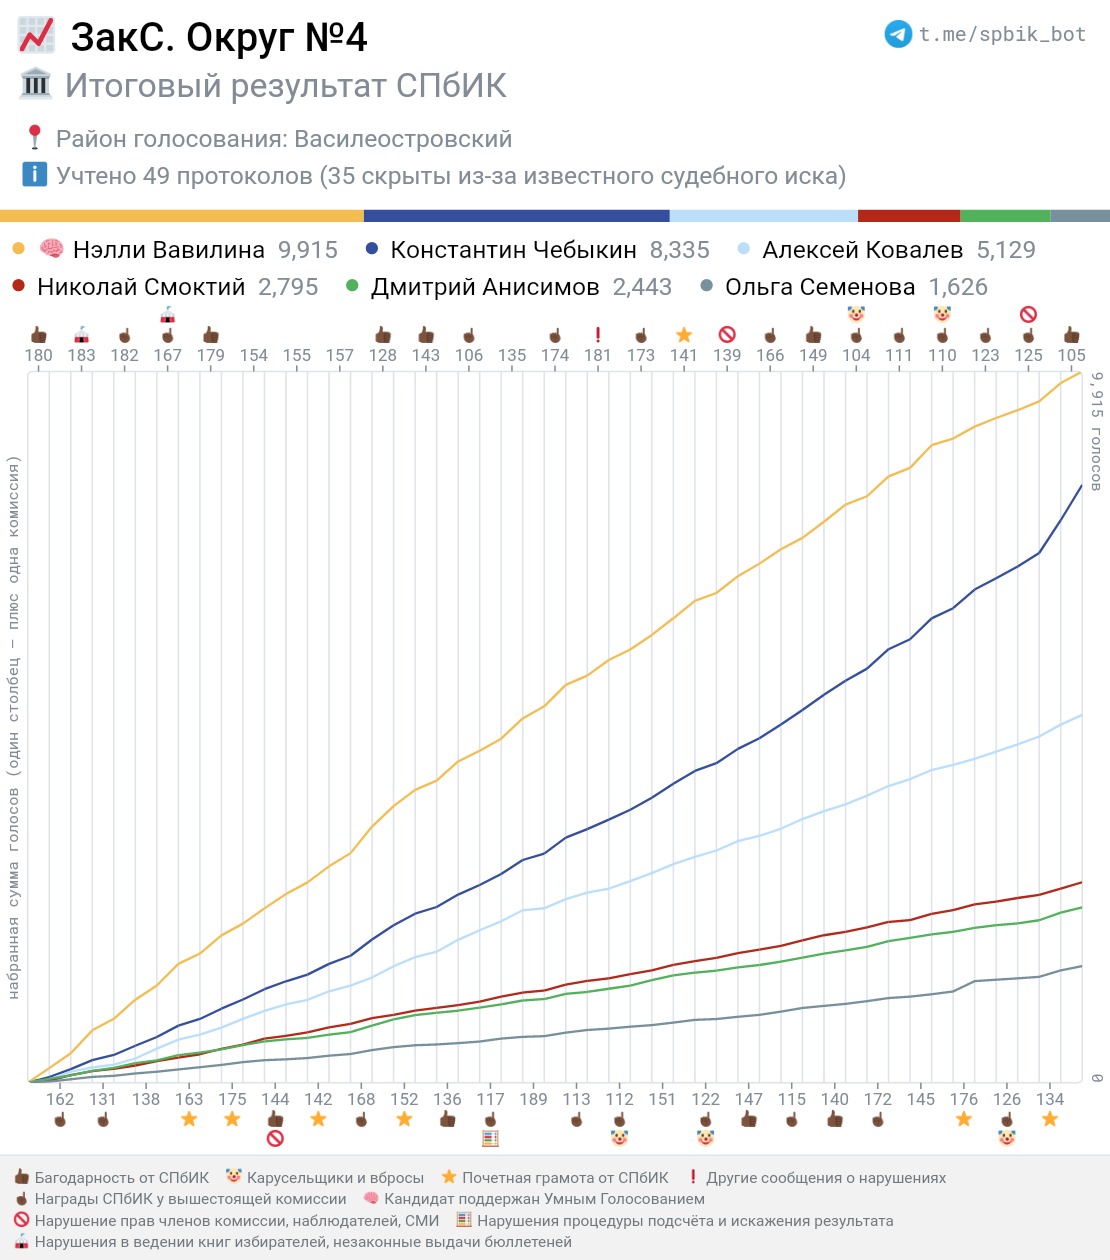 ЗакС. Округ №4
t.me/spbik_bot
Итоговый результат СПбИК
Район голосования: Василеостровский
Учтено 49 протоколов (35 скрыты из-за известного судебного иска)
Нэлли Вавилина 9,915 Константин Чебыкин 8,335 Алексей Ковалев 5,129
Николай Смоктий 2,795 Дмитрий Анисимов 2,443 Ольга Семенова 1,626
180 183 182 167 179 154 155 157 128 143 106 135 174 181 173 141 139 166 149 104 111 110 123 125 105
9,915 голосов
набранная сумма голосов (один столбец — плюс одна комиссия)
0
162 131 138 163 175 144 142 168 152 136 117 189 113 112 151 122 147 115 140 172 145 176 126 134
Багодарность от СПбИК Карусельщики и вбросы Почетная грамота от СПбИК Другие сообщения о нарушениях
Награды СПбИК у вышестоящей комиссии Кандидат поддержан Умным Голосованием
Нарушение прав членов комиссии, наблюдателей, СМИ Нарушения процедуры подсчёта и искажения результата
Нарушения в ведении книг избирателей, незаконные выдачи бюллетеней